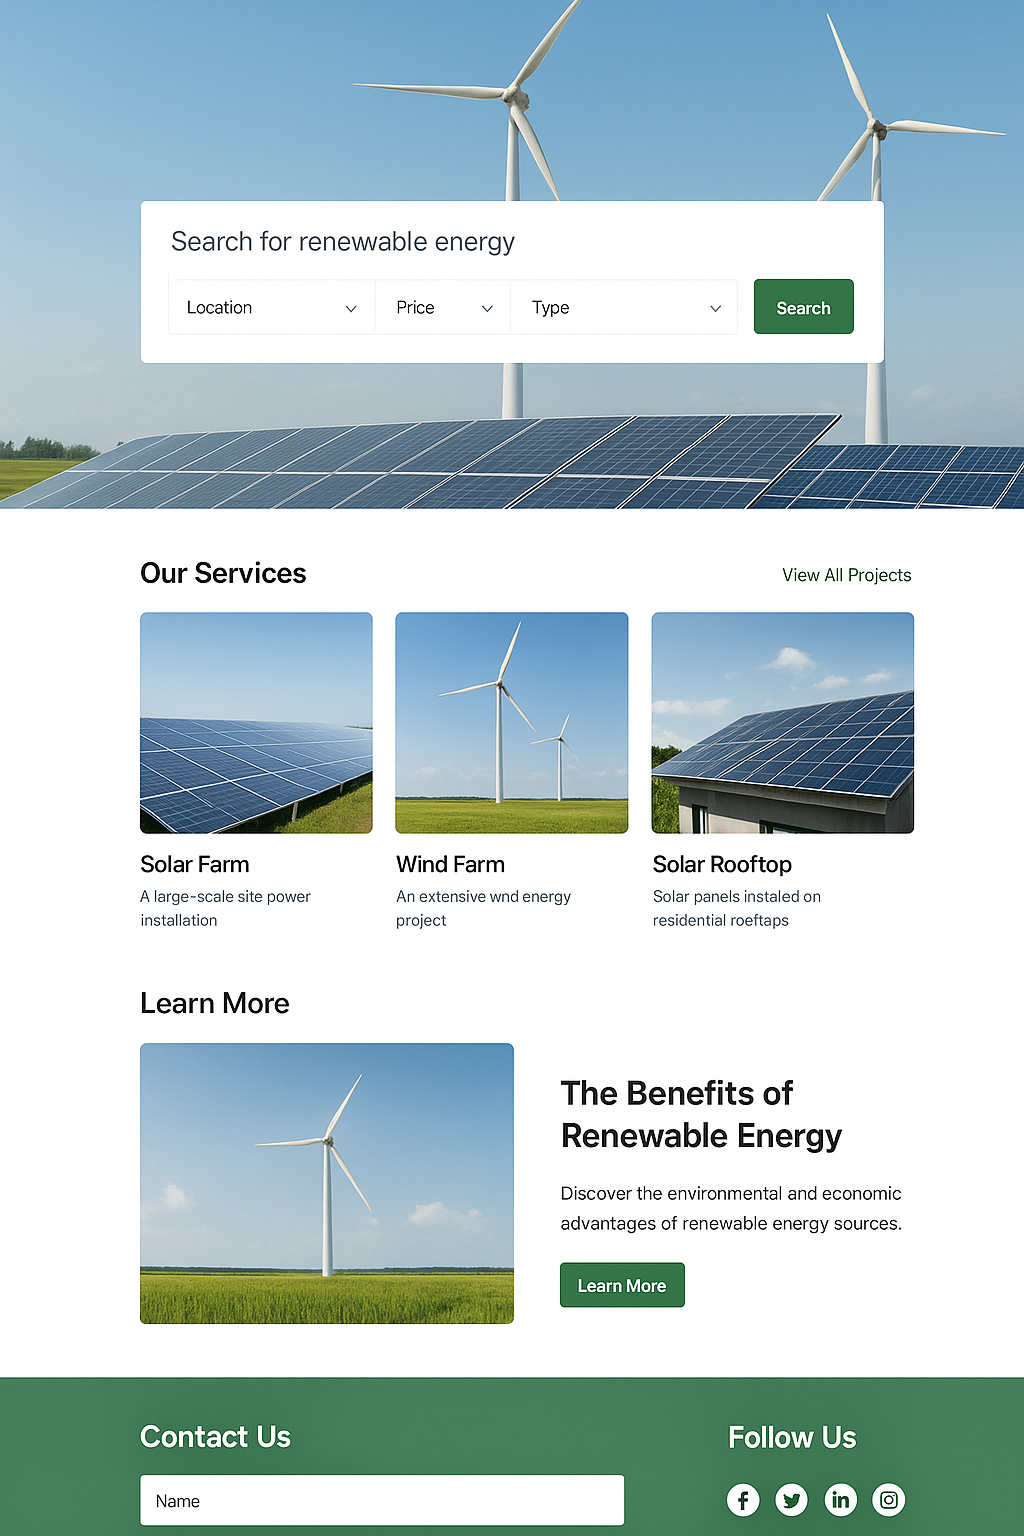 Search for renewable energy
Location
Price
Type
Search
Our Services
View All Projects
Solar Farm
A large-scale site power
installation
Wind Farm
An extensive wnd energy
project
Solar Rooftop
Solar panels instaled on
residential roeftaps
Learn More
The Benefits of
Renewable Energy
Discover the environmental and economic
advantages of renewable energy sources.
Learn More
Contact Us
Name
Follow Us